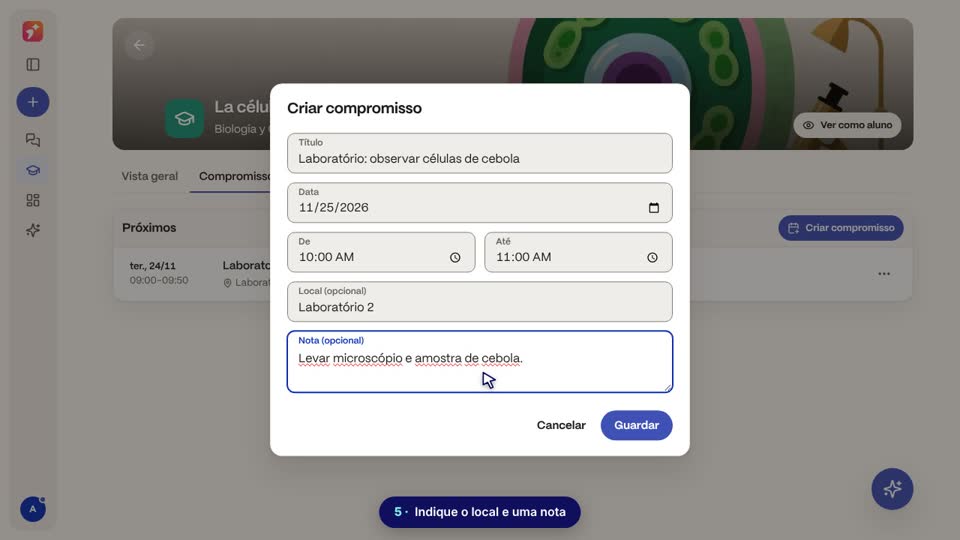 La célu
Biologia y
Ver como aluno
Vista geral
Compromisso
Próximos
Criar compromisso
ter., 24/11
09:00–09:50
Laborato
Laborat
Criar compromisso
Título
Laboratório: observar células de cebola
Data
11/25/2026
De
10:00 AM
Até
11:00 AM
Local (opcional)
Laboratório 2
Nota (opcional)
Levar microscópio e amostra de cebola.
Cancelar
Guardar
A
5 · Indique o local e uma nota